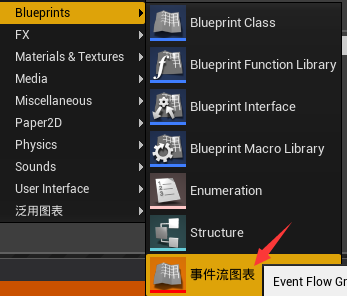 Blueprints
FX
Materials & Textures
Media
Miscellaneous
Paper2D
Physics
Sounds
User Interface
泛用图表
Blueprint Class
Blueprint Function Library
Blueprint Interface
Blueprint Macro Library
Enumeration
Structure
事件流图表
Event Flow Gr